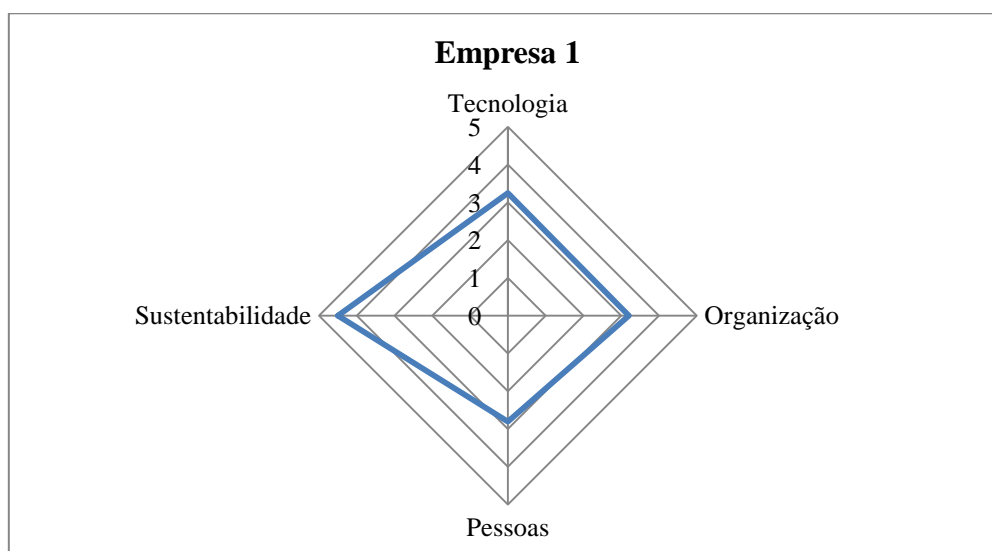 Empresa 1
Tecnologia
5
4
3
2
1
0
Sustentabilidade
Organização
Pessoas